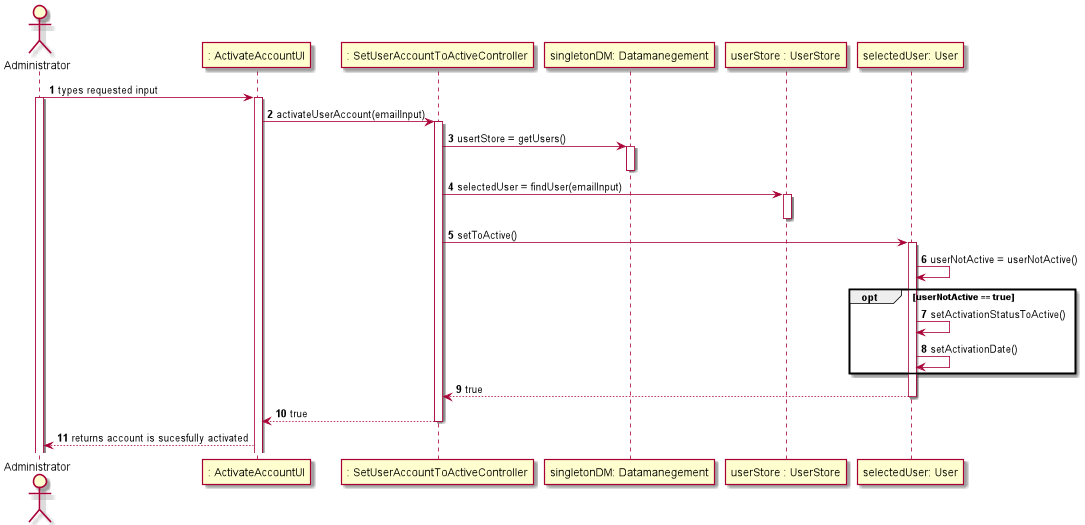 Administrator
: ActivateAccountUI
: SetUserAccountToActiveController
singletonDM: Datamanegement
userStore : UserStore
selectedUser: User
1 types requested input
2 activateUserAccount(emailInput)
3 usertStore = getUsers()
4 selectedUser = findUser(emailInput)
5 setToActive()
6 userNotActive = userNotActive()
opt [userNotActive == true]
7 setActivationStatusToActive()
8 setActivationDate()
9 true
10 true
11 returns account is sucesfully activated
Administrator
: ActivateAccountUI
: SetUserAccountToActiveController
singletonDM: Datamanegement
userStore : UserStore
selectedUser: User